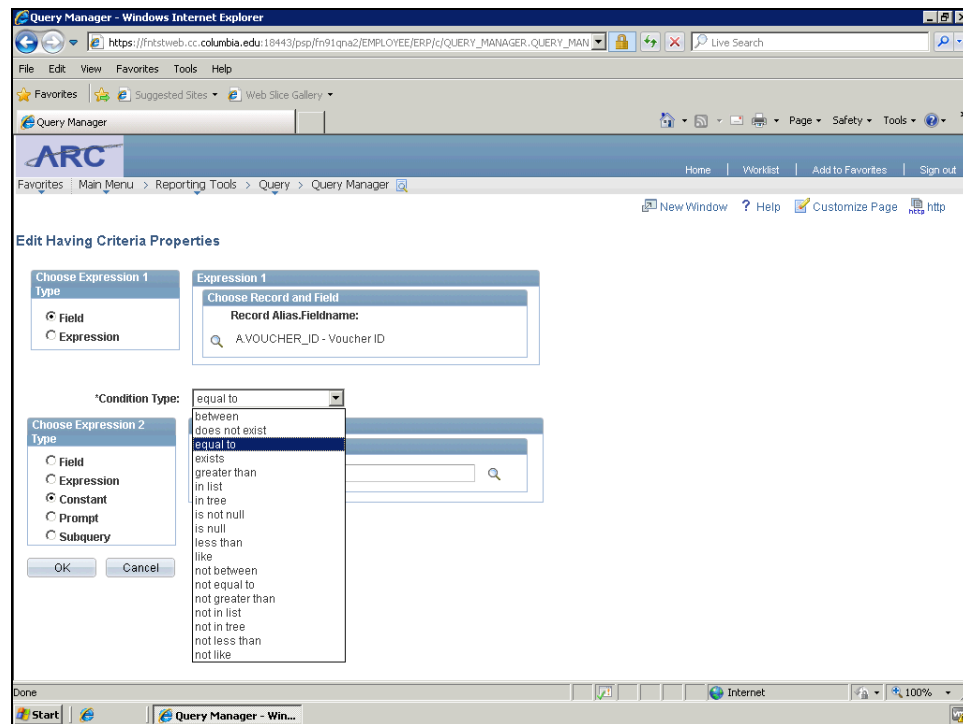 Query Manager - Windows Internet Explorer
https://fntstweb.cc.columbia.edu:18443/psp/fn91qna2/EMPLOYEE/ERP/c/QUERY_MANAGER.QUERY_MAN
Live Search
File Edit View Favorites Tools Help
Favorites Suggested Sites Web Slice Gallery
Query Manager
Page Safety Tools
ARC
Home | Worklist | Add to Favorites | Sign out
Favorites Main Menu > Reporting Tools > Query > Query Manager
New Window ? Help Customize Page http
Edit Having Criteria Properties
Choose Expression 1 Type
Field
Expression
Expression 1
Choose Record and Field
Record Alias.Fieldname:
A.VOUCHER_ID - Voucher ID
*Condition Type: equal to
between
does not exist
equal to
exists
greater than
in list
in tree
is not null
is null
less than
like
not between
not equal to
not greater than
not in list
not in tree
not less than
not like
Choose Expression 2 Type
Field
Expression
Constant
Prompt
Subquery
OK Cancel
Done Internet 100%
Start Query Manager - Win...